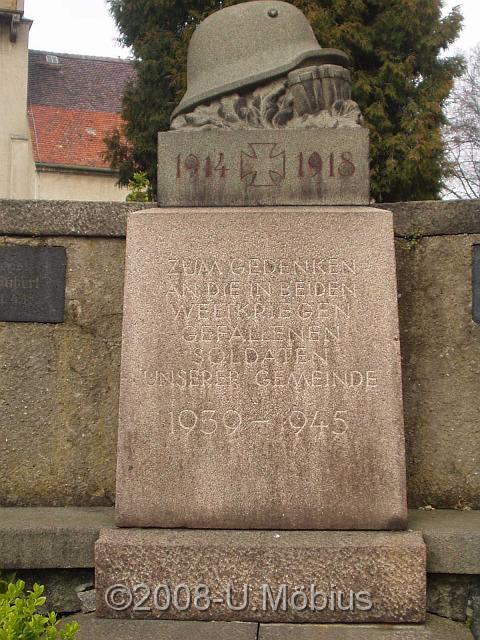 1914 1918
ZUM GEDENKEN
AN DIE IN BEIDEN
WELTKRIEGEN
GEFALLENEN
SOLDATEN
UNSERER GEMEINDE
1939 - 1945
©2008-U.Möbius